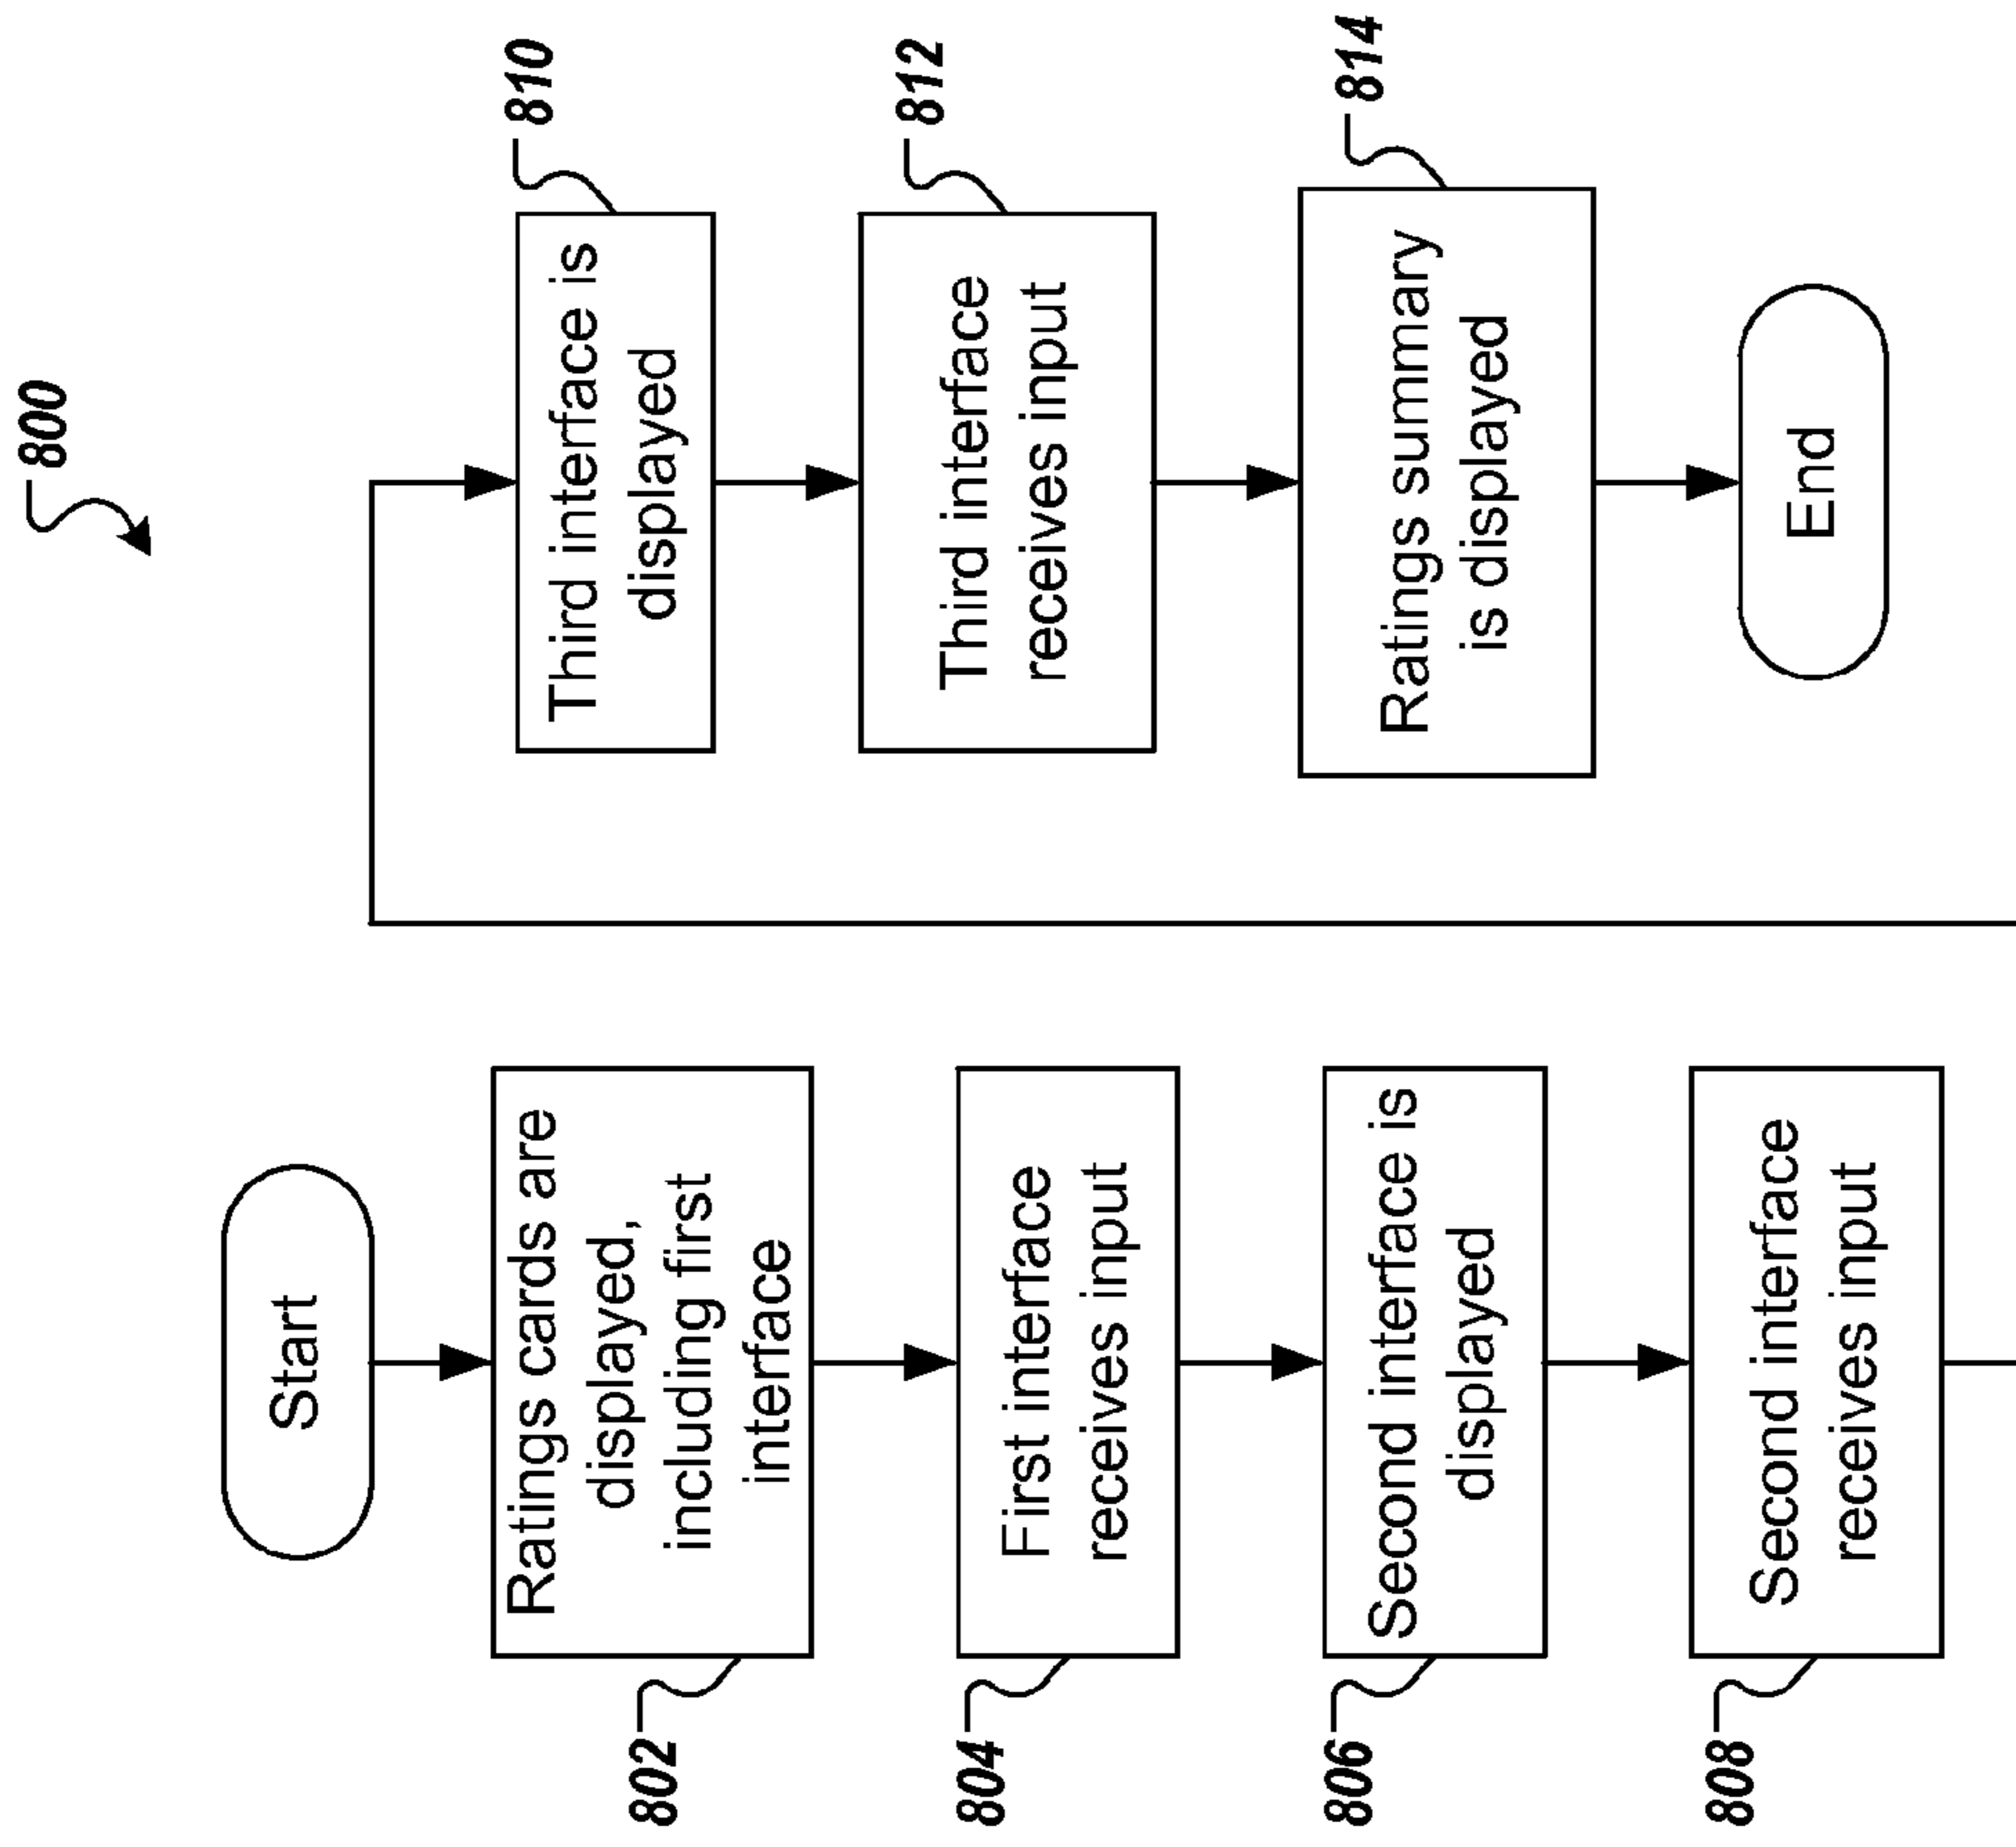 800
Start
802
Ratings cards are
displayed,
including first
interface
804
First interface
receives input
806
Second interface is
displayed
808
Second interface
receives input
810
Third interface is
displayed
812
Third interface
receives input
814
Ratings summary
is displayed
End